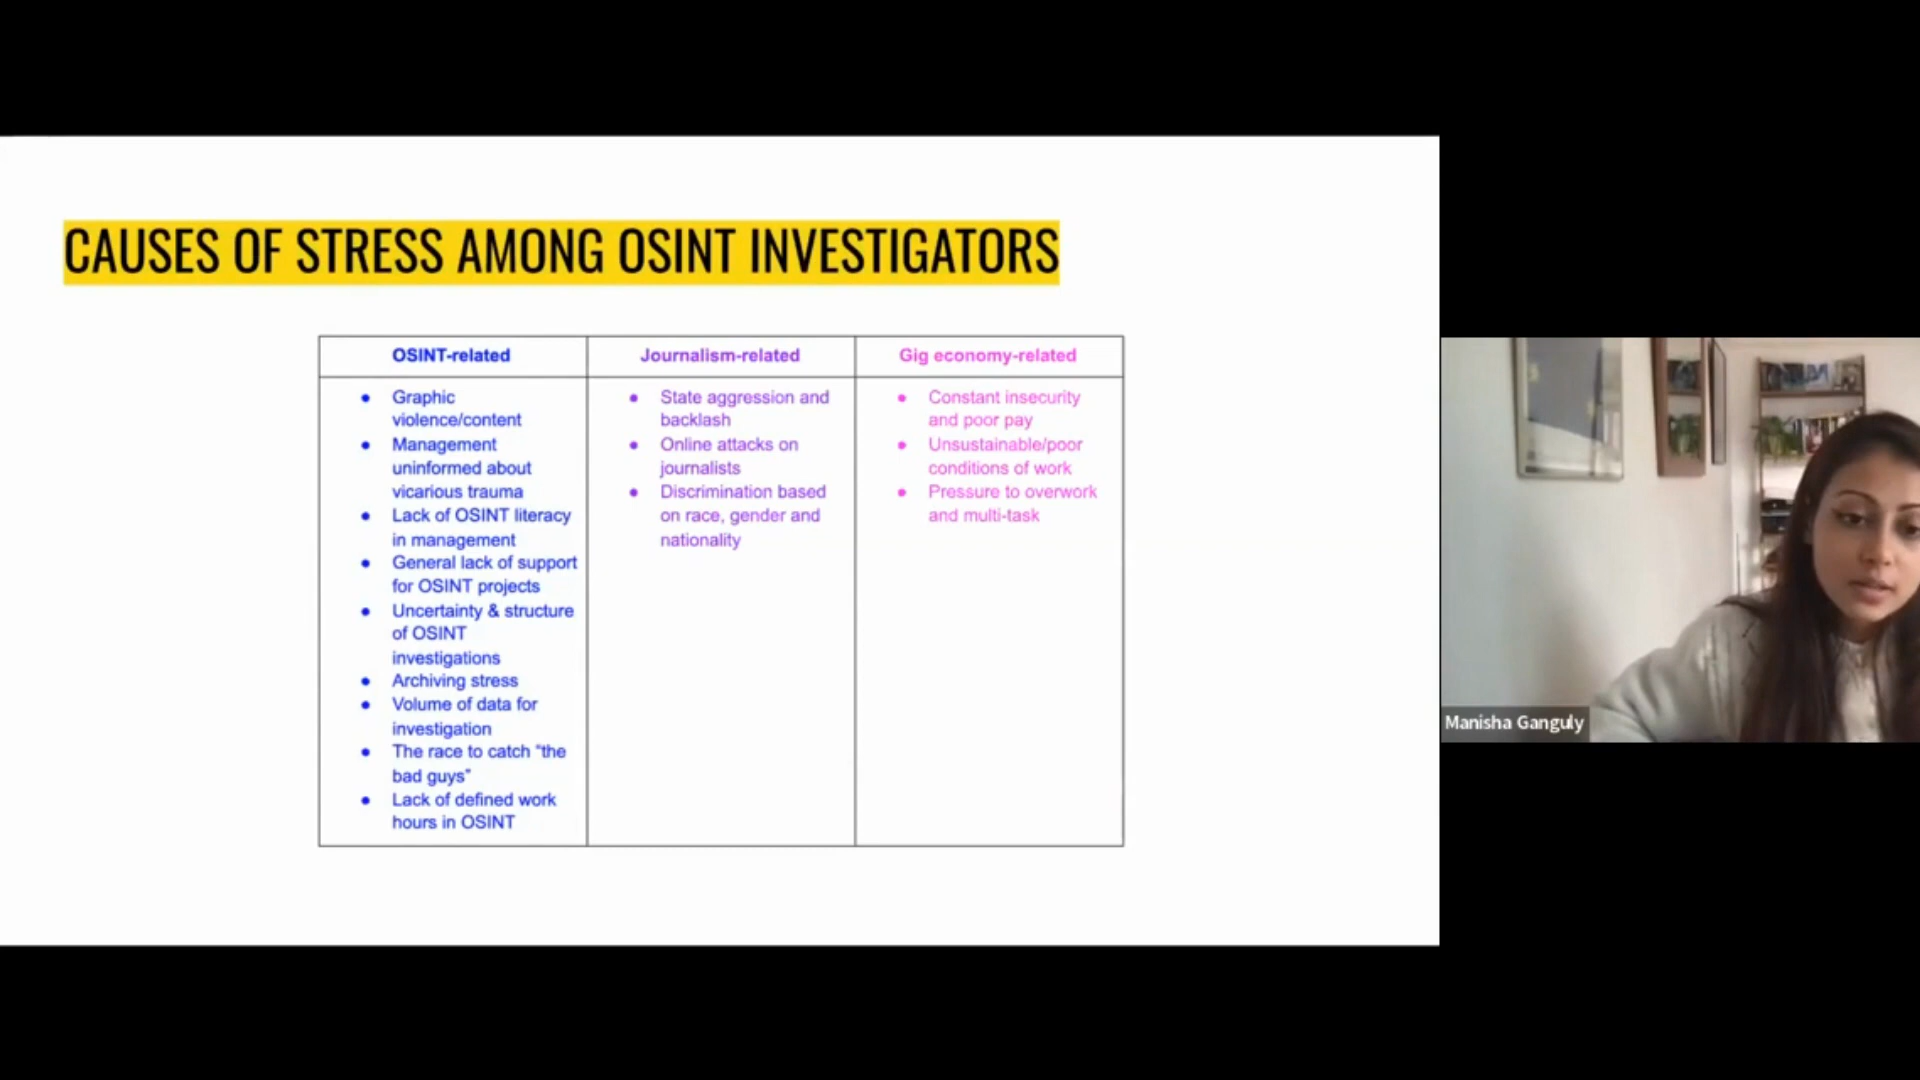 CAUSES OF STRESS AMONG OSINT INVESTIGATORS
OSINT-related
● Graphic
violence/content
● Management
uninformed about
vicarious trauma
● Lack of OSINT literacy
in management
● General lack of support
for OSINT projects
● Uncertainty & structure
of OSINT
investigations
● Archiving stress
● Volume of data for
investigation
● The race to catch “the
bad guys”
● Lack of defined work
hours in OSINT
Journalism-related
● State aggression and
backlash
● Online attacks on
journalists
● Discrimination based
on race, gender and
nationality
Gig economy-related
● Constant insecurity
and poor pay
● Unsustainable/poor
conditions of work
● Pressure to overwork
and multi-task
Manisha Ganguly